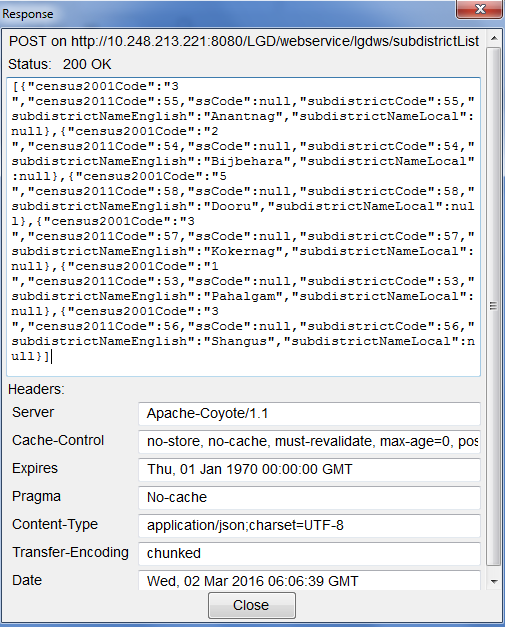 Response
POST on http://10.248.213.221:8080/LGD/webservice/lgdws/subdistrictList
Status: 200 OK
[{"census2001Code":"3
","census2011Code":55,"ssCode":null,"subdistrictCode":55,"
subdistrictNameEnglish":"Anantnag","subdistrictNameLocal":
null},{"census2001Code":"2
","census2011Code":54,"ssCode":null,"subdistrictCode":54,"
subdistrictNameEnglish":"Bijbehara","subdistrictNameLocal"
:null},{"census2001Code":"5
","census2011Code":58,"ssCode":null,"subdistrictCode":58,"
subdistrictNameEnglish":"Dooru","subdistrictNameLocal":nul
l},{"census2001Code":"3
","census2011Code":57,"ssCode":null,"subdistrictCode":57,"
subdistrictNameEnglish":"Kokernag","subdistrictNameLocal":
null},{"census2001Code":"1
","census2011Code":53,"ssCode":null,"subdistrictCode":53,"
subdistrictNameEnglish":"Pahalgam","subdistrictNameLocal":
null},{"census2001Code":"3
","census2011Code":56,"ssCode":null,"subdistrictCode":56,"
subdistrictNameEnglish":"Shangus","subdistrictNameLocal":n
ull}]
Headers:
Server Apache-Coyote/1.1
Cache-Control no-store, no-cache, must-revalidate, max-age=0, pos
Expires Thu, 01 Jan 1970 00:00:00 GMT
Pragma No-cache
Content-Type application/json;charset=UTF-8
Transfer-Encoding chunked
Date Wed, 02 Mar 2016 06:06:39 GMT
Close